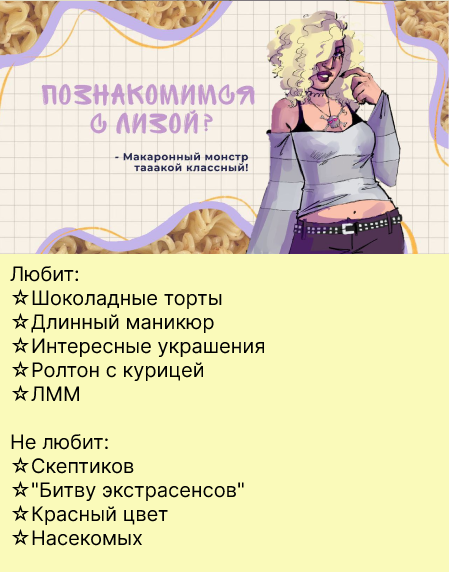 ПОЗНАКОМИМСЯ
С ЛИЗОЙ?
- Макаронный монстр
тааакой классный!
Любит:
☆Шоколадные торты
☆Длинный маникюр
☆Интересные украшения
☆Ролтон с курицей
☆ЛММ
Не любит:
☆Скептиков
☆"Битву экстрасенсов"
☆Красный цвет
☆Насекомых